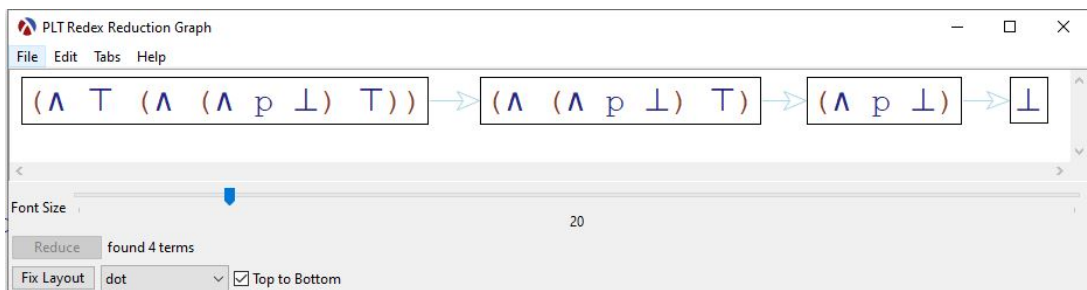 PLT Redex Reduction Graph
File Edit Tabs Help
(∧ ⊤ (∧ (∧ p ⊥) ⊤)) (∧ (∧ p ⊥) ⊤) (∧ p ⊥) ⊥
Font Size
20
Reduce found 4 terms
Fix Layout dot Top to Bottom